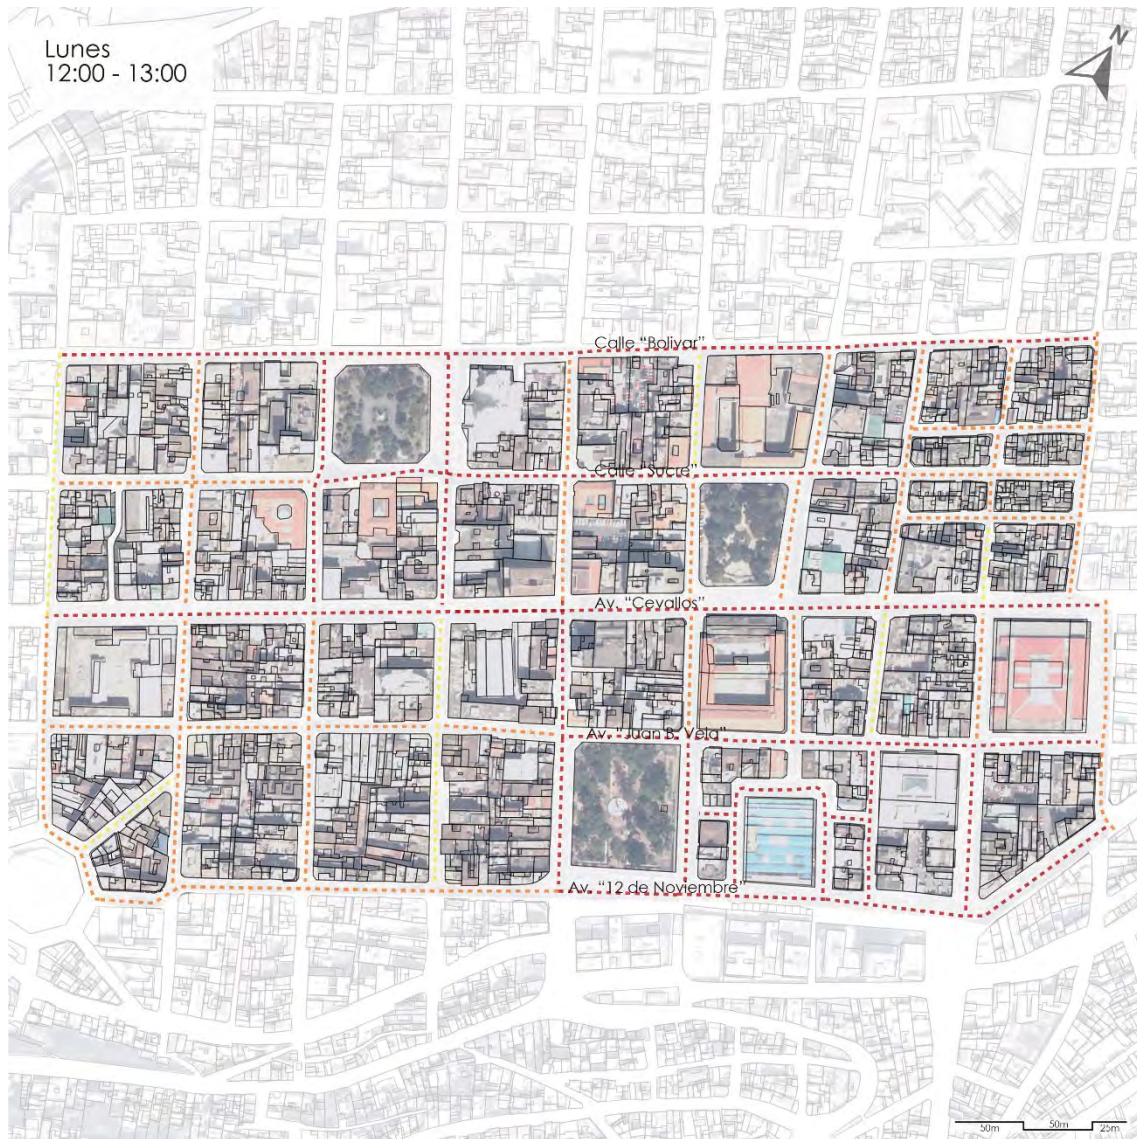 Lunes
12:00 - 13:00
N
Calle “Bolivar”
Calle “Sucre”
Av. “Cevallos”
Av. “Juan B. Vela”
Av. “12 de Noviembre”
50m 50m 25m